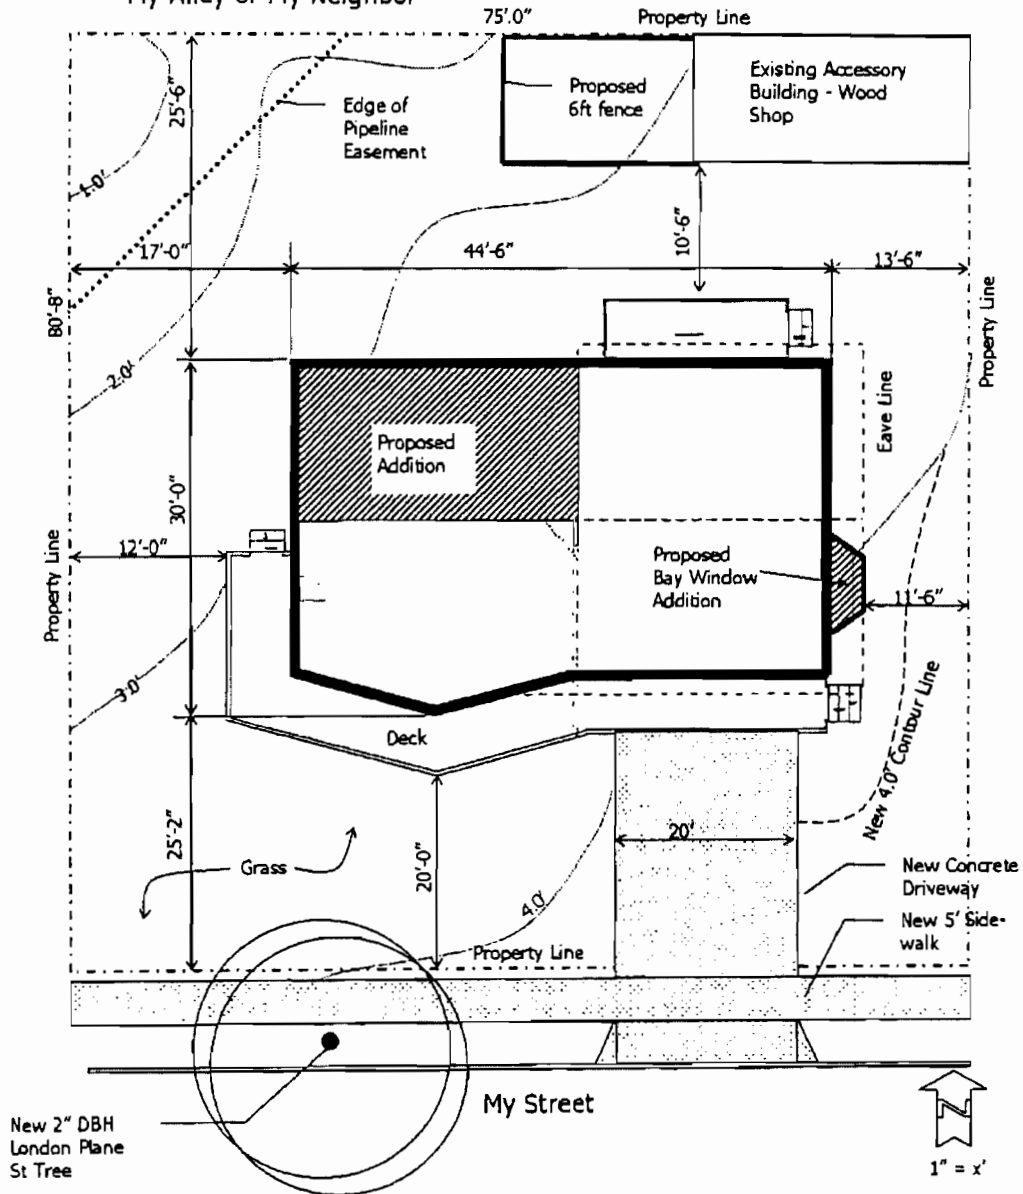 My Alley or My Neighbor
75'.0"
Property Line
25'-6"
Edge of
Pipeline
Easement
Proposed
6ft fence
Existing Accessory
Building - Wood
Shop
1.0'
17'-0"
44'-6"
10'-6"
13'-6"
80'-8"
Property Line
2.0'
Eave Line
Proposed
Addition
30'-0"
12'-0"
Property Line
Proposed
Bay Window
Addition
11'-6"
3.0'
Deck
New 4.0' Contour Line
25'-2"
20'-0"
20'
Grass
4.0'
New Concrete
Driveway
New 5' Side-
walk
Property Line
My Street
New 2" DBH
London Plane
St Tree
N
1" = x'